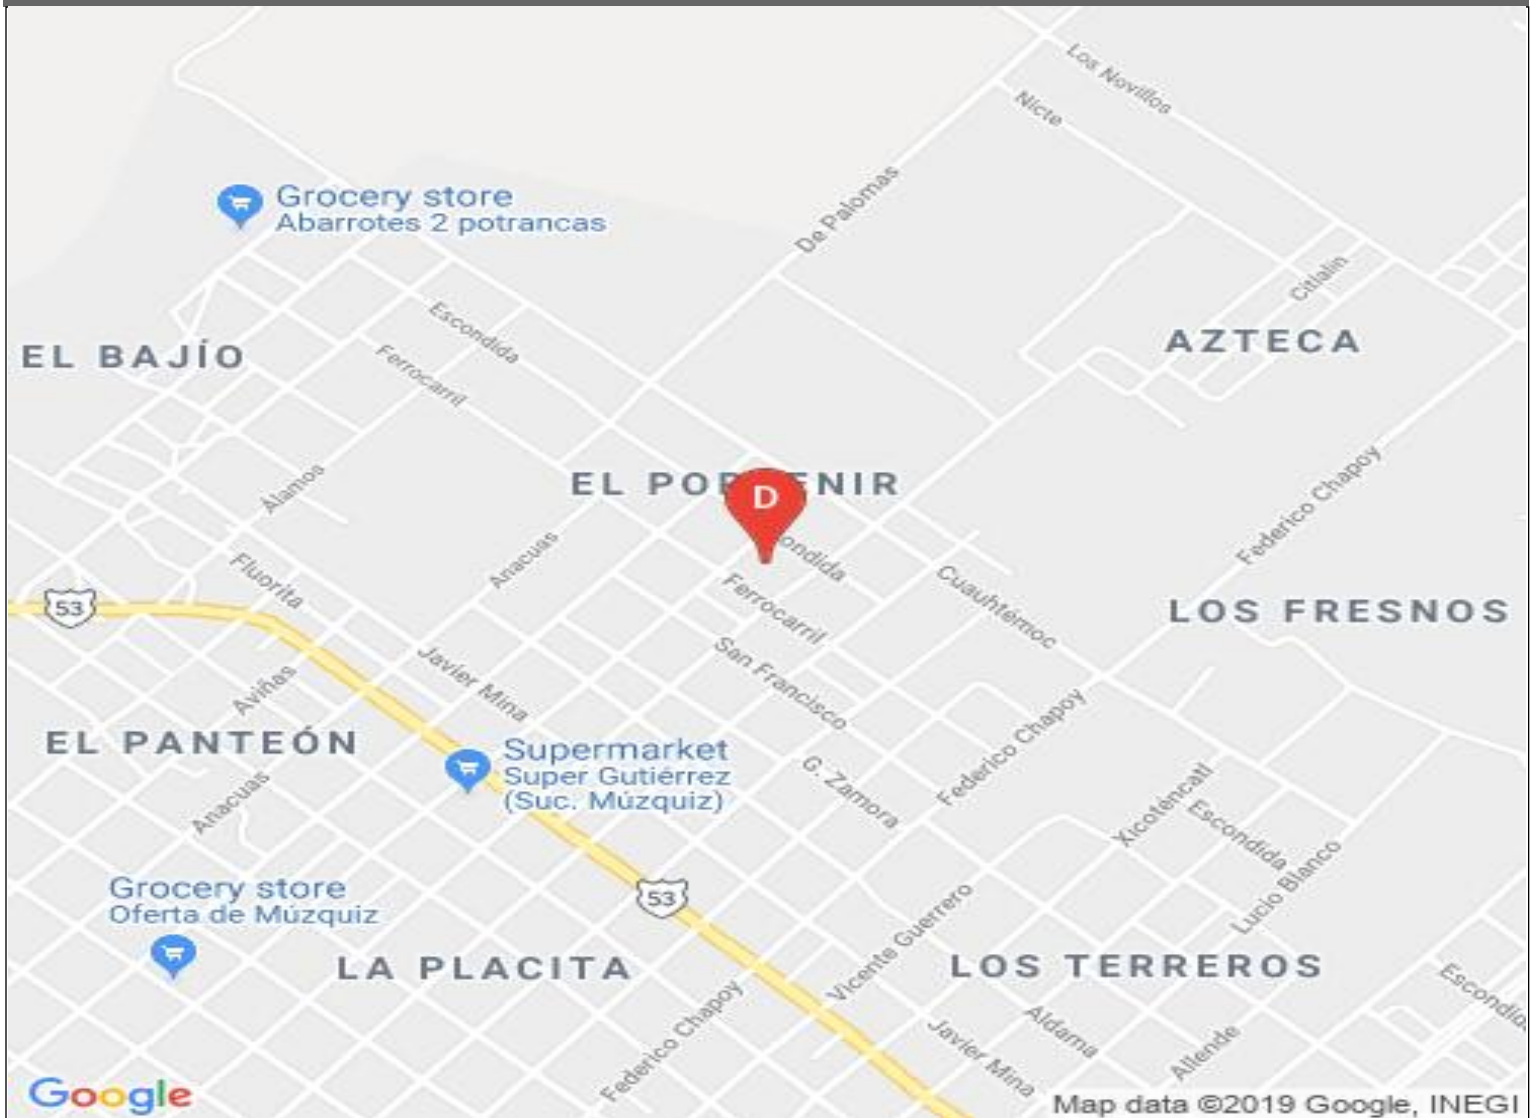 Los Novillos
Nicte
De Palomas
Grocery store
Abarrotes 2 potrancas
Citlalin
Escondida
AZTECA
EL BAJÍO
Ferrocarril
Federico Chapoy
EL PO ENIR
D
Álamos
Anacuas
ondida
Fluorita
Ferrocarril
Cuauhtémoc
53
LOS FRESNOS
Javier Mina
San Francisco
Aviñas
Federico Chapoy
EL PANTEÓN
Supermarket
Super Gutiérrez
(Suc. Múzquiz)
G. Zamora
Xicoténcatl
Anacuas
Escondida
Lucio Blanco
Grocery store
Oferta de Múzquiz
53
Vicente Guerrero
LA PLACITA
LOS TERREROS
Escondid
Federico Chapoy
Aldama
Javier Mina
Allende
Google
Map data ©2019 Google, INEGI